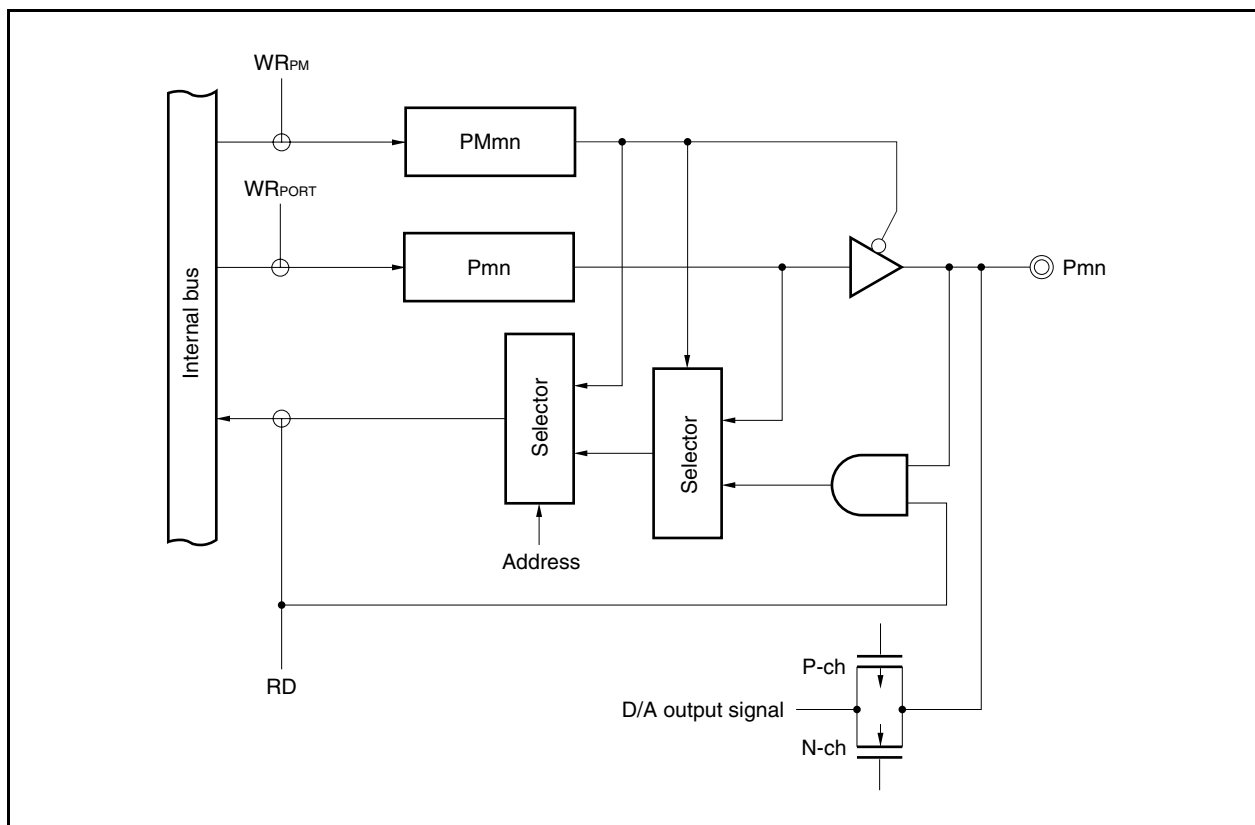 WRPM
PMmn
WRPORT
Pmn
Pmn
Internal bus
Selector
Selector
Address
RD
P-ch
D/A output signal
N-ch